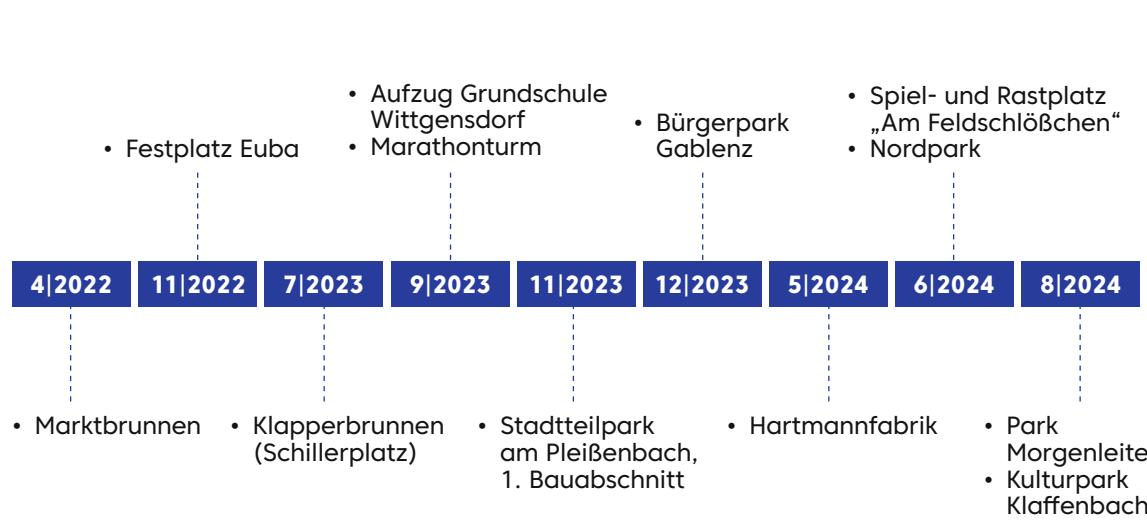 • Aufzug Grundschule
Wittgensdorf
• Marathonturm
• Spiel- und Rastplatz
„Am Feldschlößchen“
• Nordpark
• Bürgerpark
Gablenz
• Festplatz Euba
4|2022
11|2022
7|2023
9|2023
11|2023
12|2023
5|2024
6|2024
8|2024
• Marktbrunnen
• Klapperbrunnen
(Schillerplatz)
• Stadtteilpark
am Pleißenbach,
1. Bauabschnitt
• Hartmannfabrik
• Park
Morgenleite
• Kulturpark
Klaffenbach